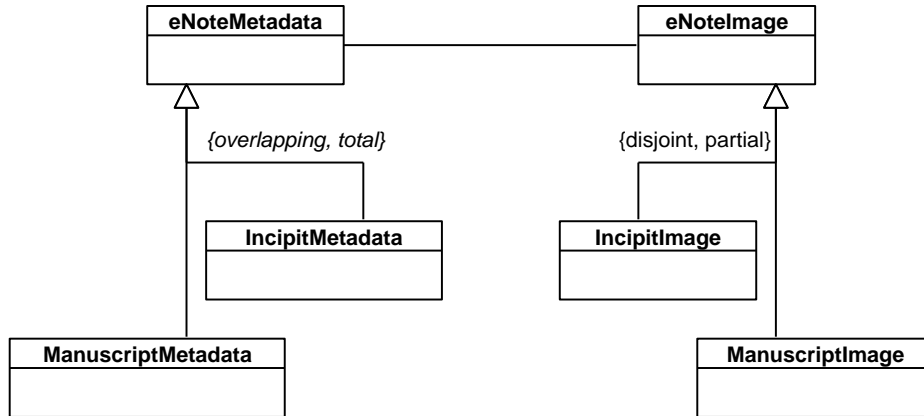 eNoteMetadata
eNoteImage
{overlapping, total}
{disjoint, partial}
IncipitMetadata
IncipitImage
ManuscriptMetadata
ManuscriptImage